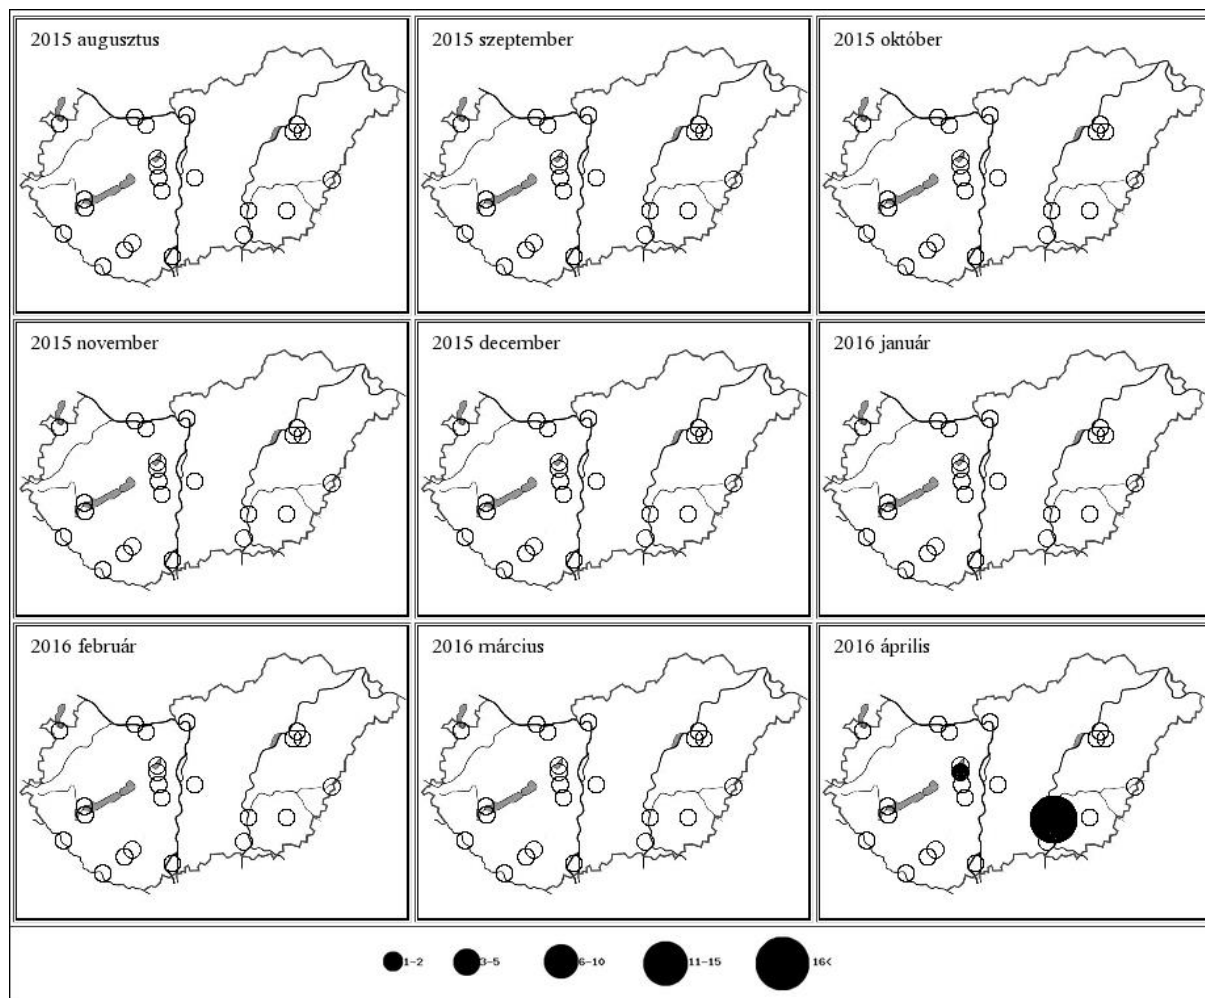 2015 augusztus
2015 szeptember
2015 október
2015 november
2015 december
2016 január
2016 február
2016 március
2016 április
1-2 3-5 6-10 11-15 16<